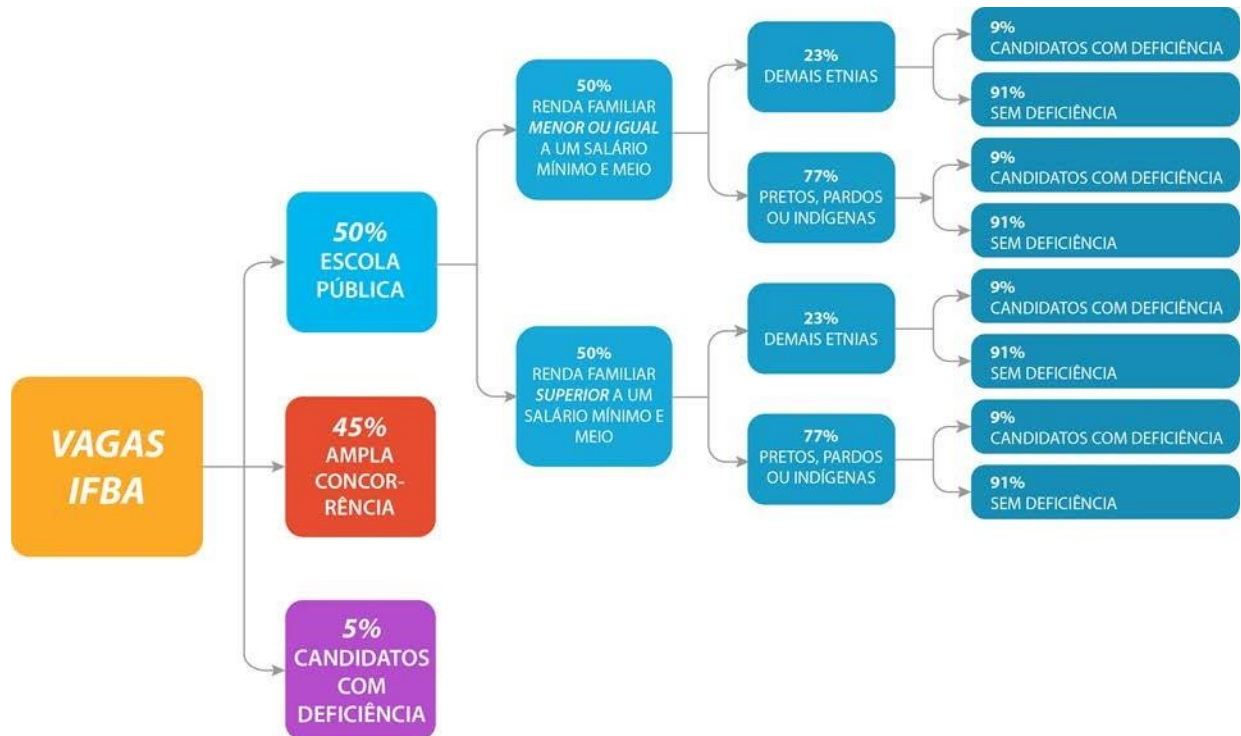 VAGAS
IFBA
50%
ESCOLA
PÚBLICA
45%
AMPLA
CONCOR-
RÊNCIA
5%
CANDIDATOS
COM
DEFICIÊNCIA
50%
RENDA FAMILIAR
MENOR OU IGUAL
A UM SALÁRIO
MÍNIMO E MEIO
50%
RENDA FAMILIAR
SUPERIOR A UM
SALÁRIO MÍNIMO E
MEIO
23%
DEMAIS ETNIAS
77%
PRETOS, PARDOS
OU INDÍGENAS
23%
DEMAIS ETNIAS
77%
PRETOS, PARDOS
OU INDÍGENAS
9%
CANDIDATOS COM DEFICIÊNCIA
91%
SEM DEFICIÊNCIA
9%
CANDIDATOS COM DEFICIÊNCIA
91%
SEM DEFICIÊNCIA
9%
CANDIDATOS COM DEFICIÊNCIA
91%
SEM DEFICIÊNCIA
9%
CANDIDATOS COM DEFICIÊNCIA
91%
SEM DEFICIÊNCIA